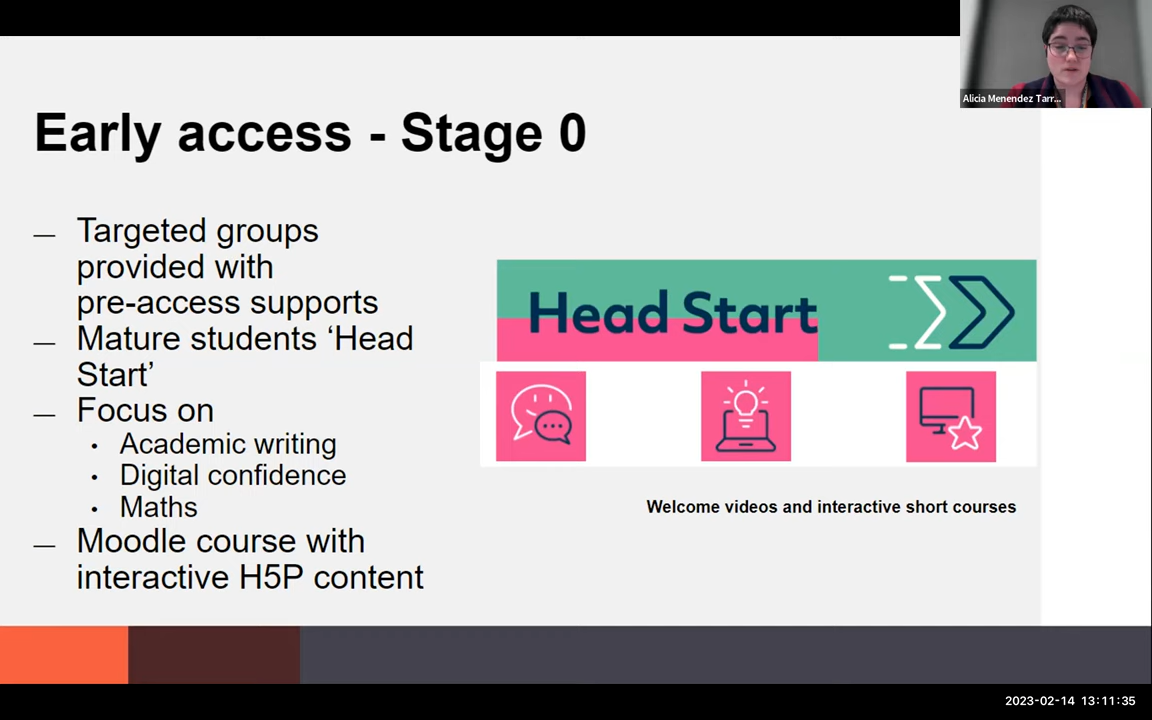 Alicia Menendez Tarr...
Early access - Stage 0
— Targeted groups
provided with
pre-access supports
— Mature students ‘Head
Start’
— Focus on
• Academic writing
• Digital confidence
• Maths
— Moodle course with
interactive H5P content
Head Start
Welcome videos and interactive short courses
2023-02-14 13:11:35